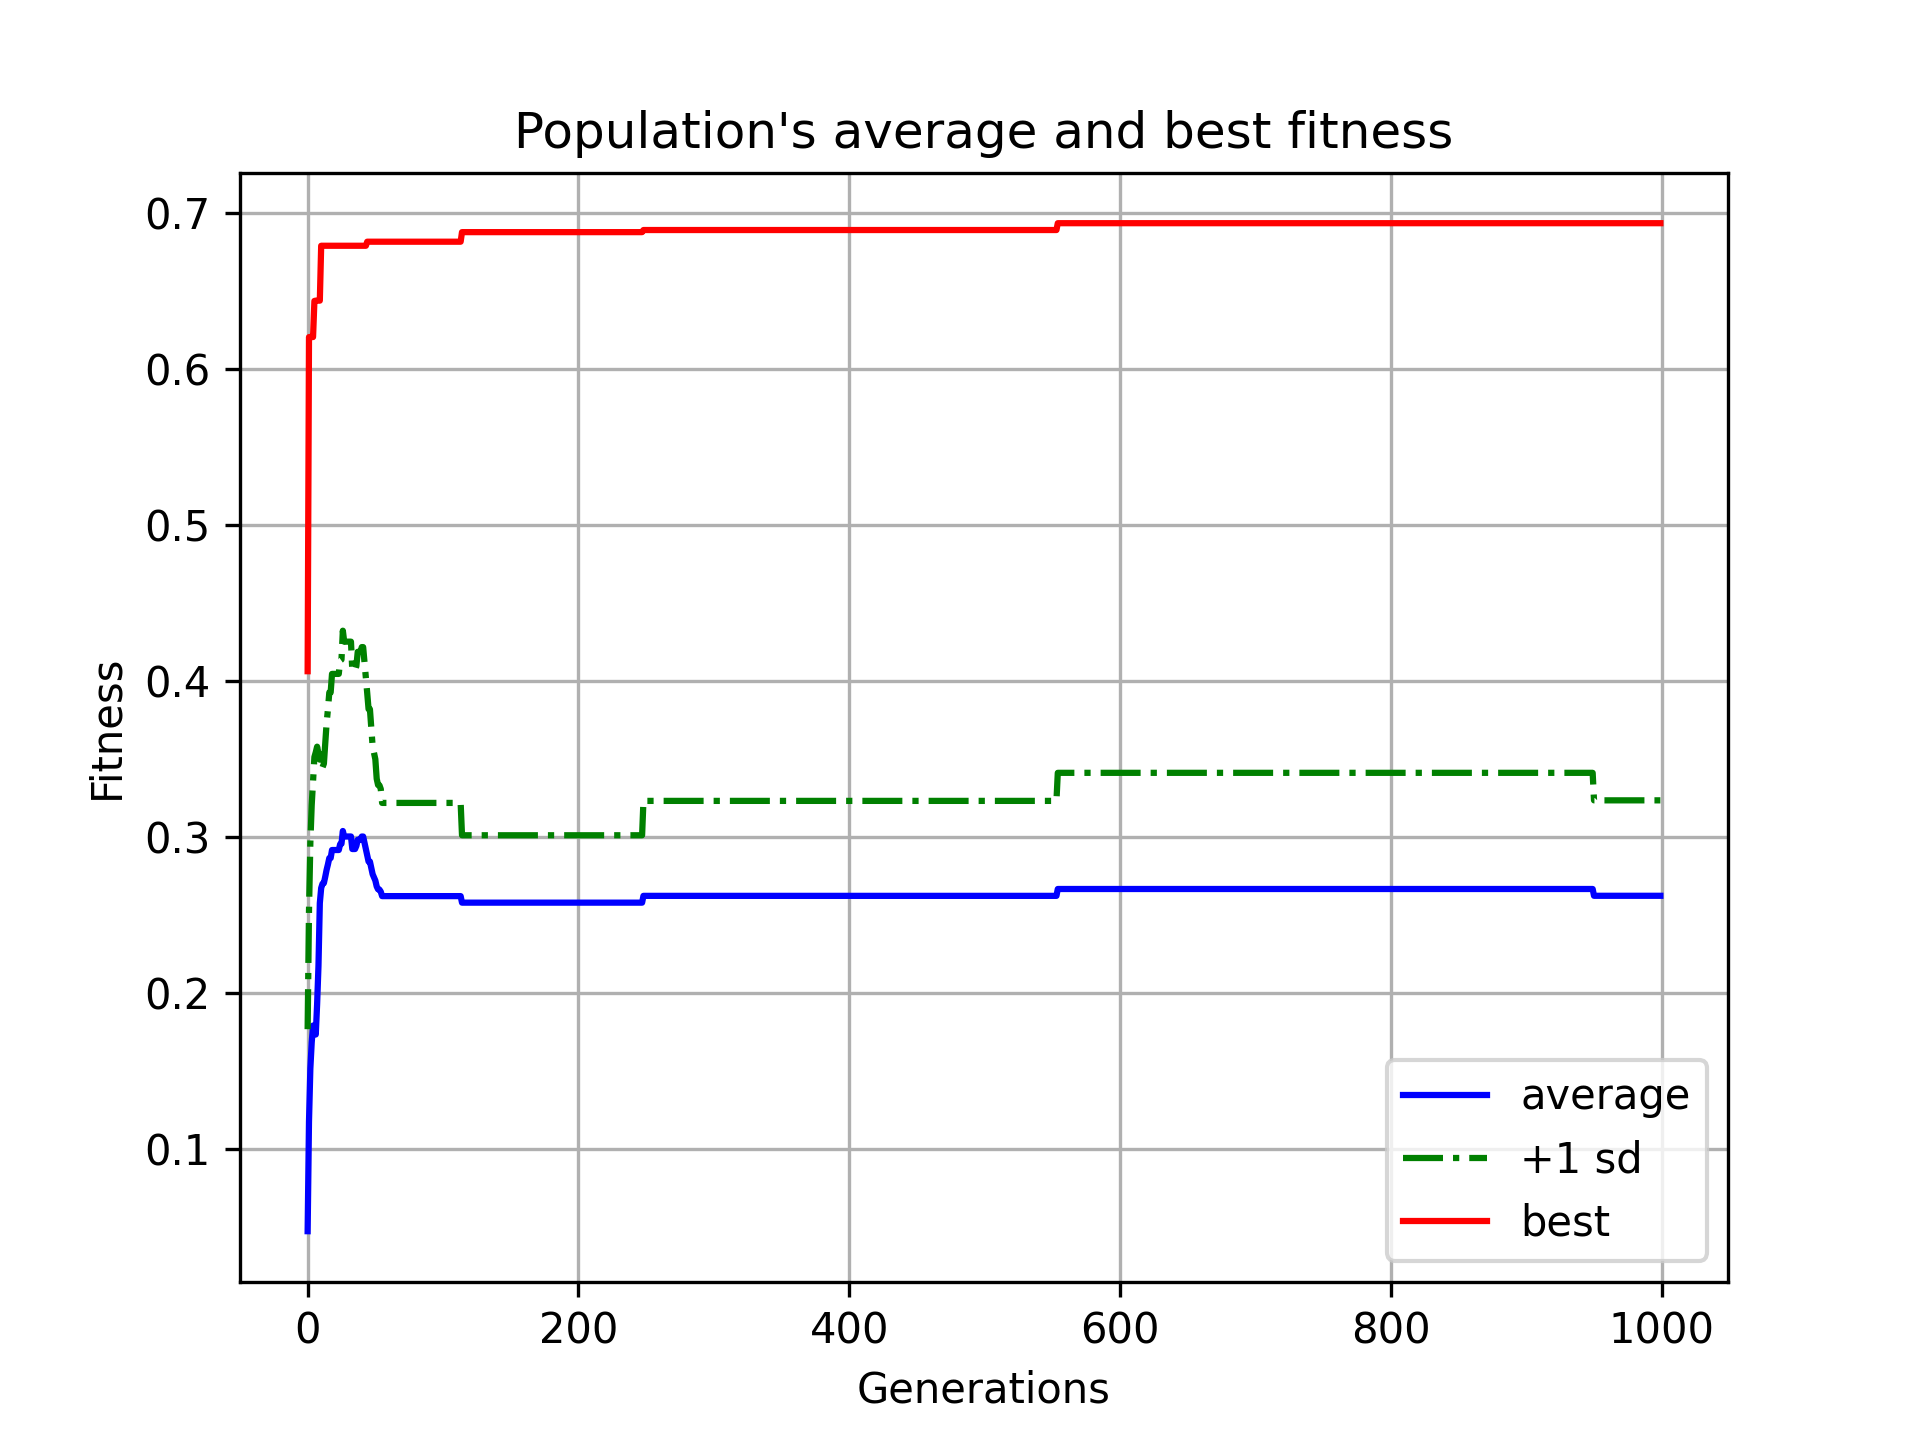 Population's average and best fitness
0.7
0.6
0.5
0.4
0.3
0.2
0.1
Fitness
0 200 400 600 800 1000
Generations
average
+1 sd
best